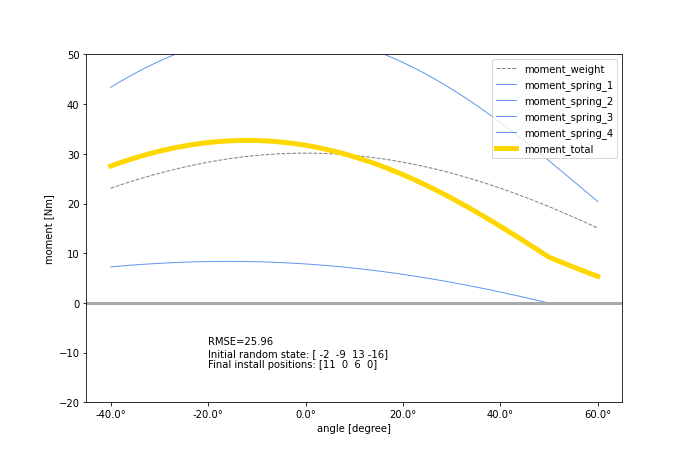 50
40
30
20
10
0
−10
−20
moment [Nm]
moment_weight
moment_spring_1
moment_spring_2
moment_spring_3
moment_spring_4
moment_total
RMSE=25.96
Initial random state: [ -2  -9  13 -16]
Final install positions: [11  0  6  0]
-40.0°
-20.0°
0.0°
20.0°
40.0°
60.0°
angle [degree]